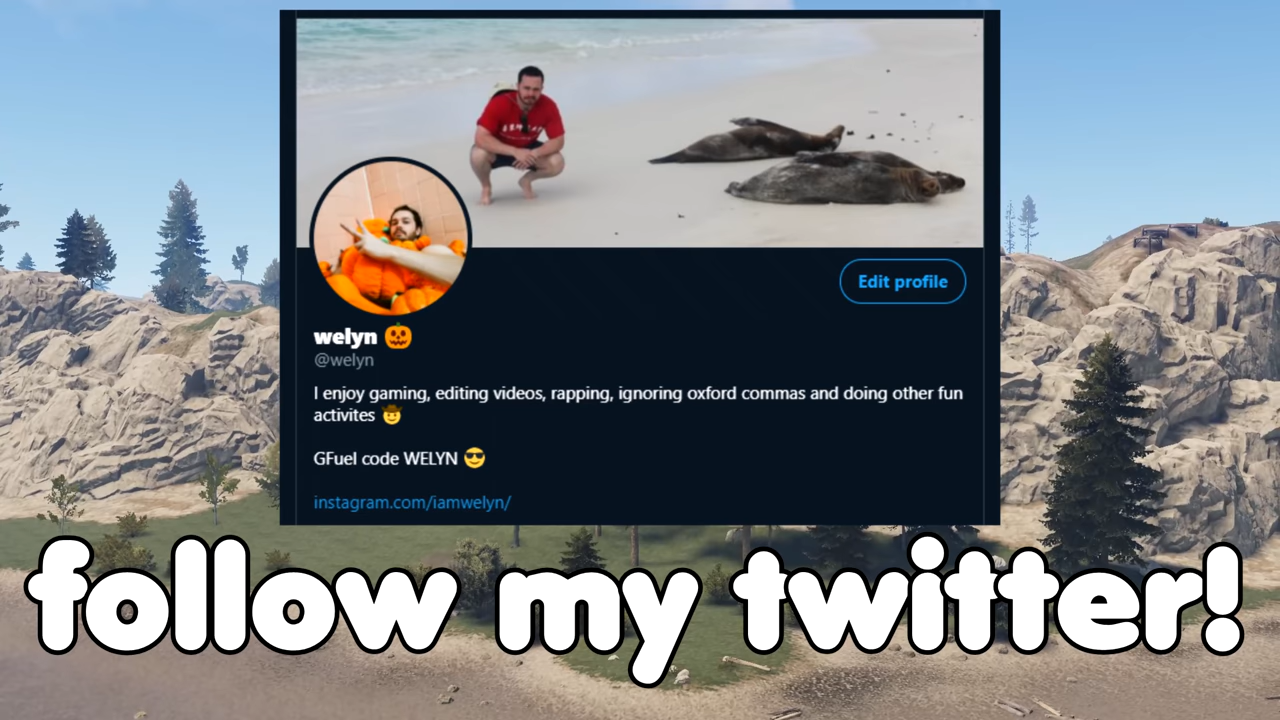 Edit profile
welyn 🎃
@welyn
I enjoy gaming, editing videos, rapping, ignoring oxford commas and doing other fun
activites 🤠
GFuel code WELYN 😎
instagram.com/iamwelyn/
follow my twitter!